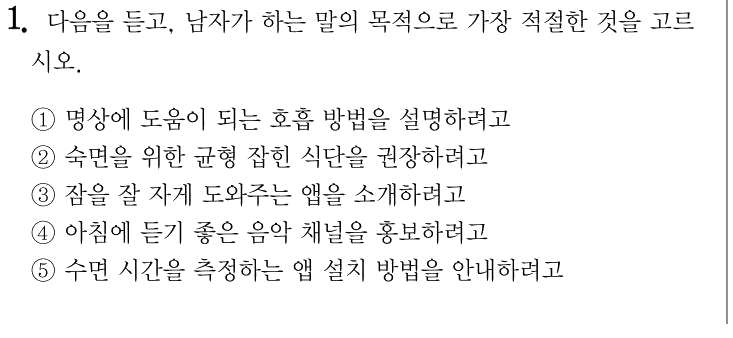 1. 다음을 듣고, 남자가 하는 말의 목적으로 가장 적절한 것을 고르
시오.
① 명상에 도움이 되는 호흡 방법을 설명하려고
② 숙면을 위한 균형 잡힌 식단을 권장하려고
③ 잠을 잘 자게 도와주는 앱을 소개하려고
④ 아침에 듣기 좋은 음악 채널을 홍보하려고
⑤ 수면 시간을 측정하는 앱 설치 방법을 안내하려고